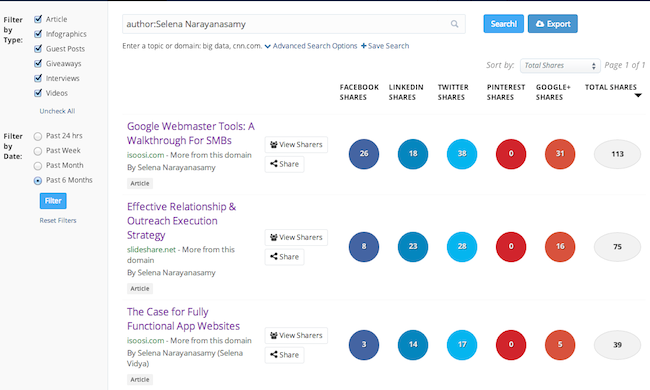 Filter by Type:
Article
Infographics
Guest Posts
Giveaways
Interviews
Videos
Uncheck All
Filter by Date:
Past 24 hrs
Past Week
Past Month
Past 6 Months
Filter
Reset Filters
author:Selena Narayanasamy
Search!
Export
Enter a topic or domain: big data, cnn.com. Advanced Search Options + Save Search
Sort by: Total Shares Page 1 of 1
FACEBOOK SHARES LINKEDIN SHARES TWITTER SHARES PINTEREST SHARES GOOGLE+ SHARES TOTAL SHARES
Google Webmaster Tools: A
Walkthrough For SMBs
isoosi.com - More from this domain
By Selena Narayanasamy
Article
View Sharers
Share
26 18 38 0 31 113
Effective Relationship &
Outreach Execution
Strategy
slideshare.net - More from this
domain
By Selena Narayanasamy
Article
View Sharers
Share
8 23 28 0 16 75
The Case for Fully
Functional App Websites
isoosi.com - More from this domain
By Selena Narayanasamy (Selena
Vidya)
Article
View Sharers
Share
3 14 17 0 5 39